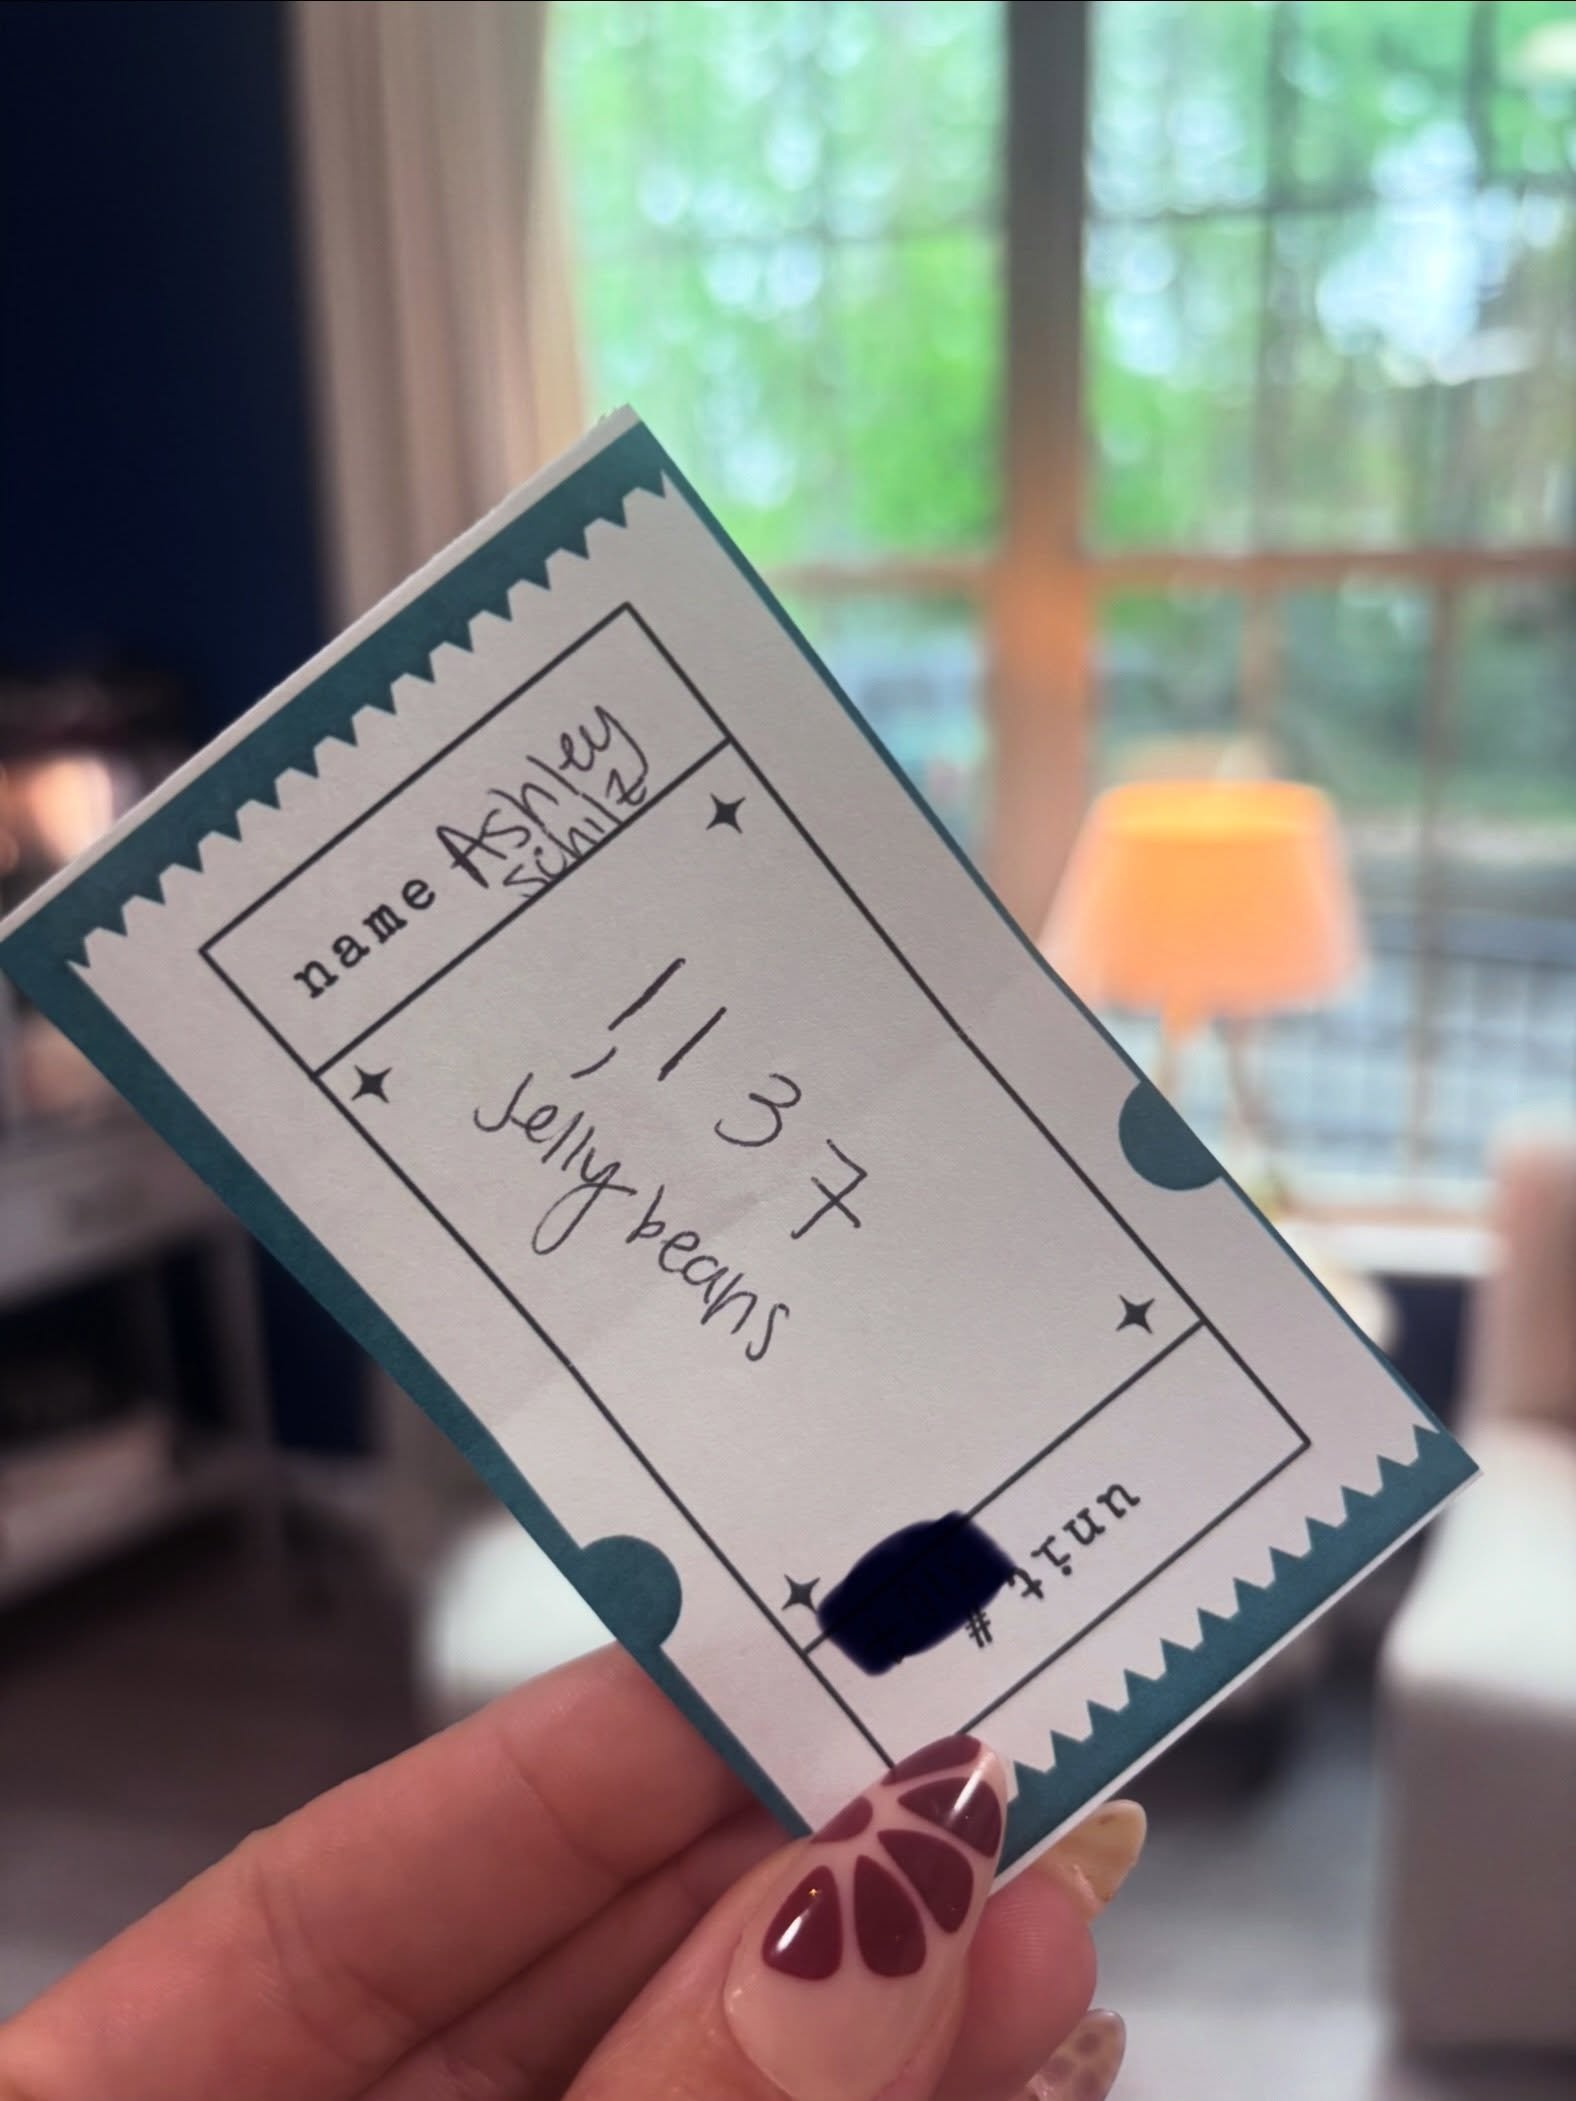 name Ashley
schilz
1,137
Jelly beans
unit #